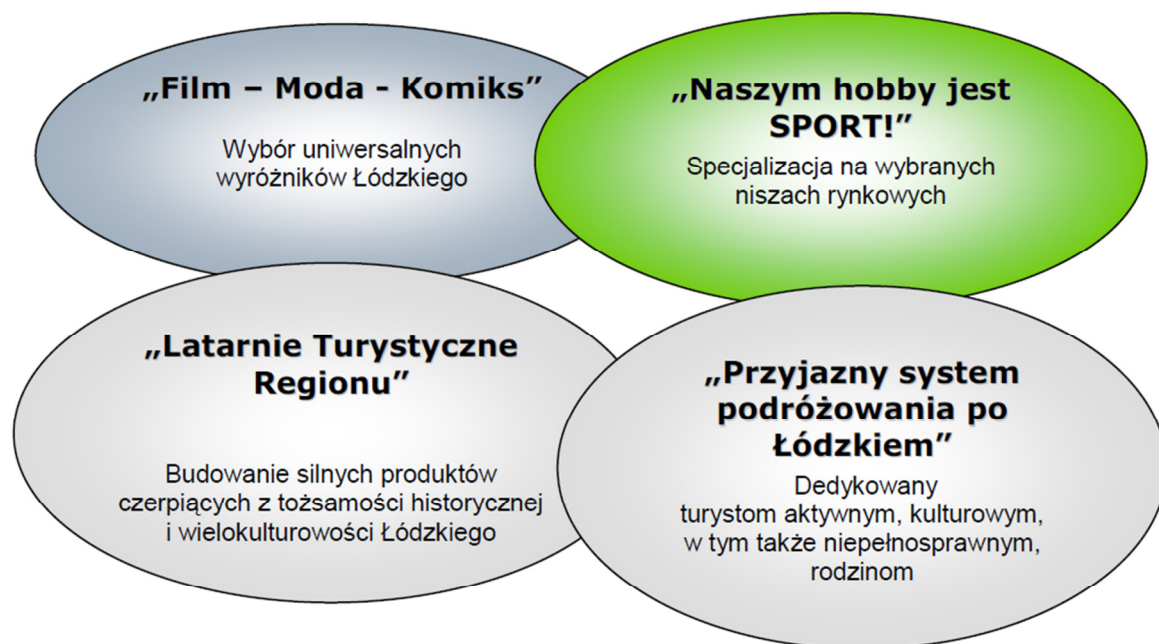 „Film – Moda - Komiks”
Wybór uniwersalnych
wyróżników Łódzkiego
„Naszym hobby jest
SPORT!”
Specjalizacja na wybranych
niszach rynkowych
„Latarnie Turystyczne
Regionu”
Budowanie silnych produktów
czerpiących z tożsamości historycznej
i wielokulturowości Łódzkiego
„Przyjazny system
podróżowania po
Łódzkiem”
Dedykowany
turystom aktywnym, kulturowym,
w tym także niepełnosprawnym,
rodzinom